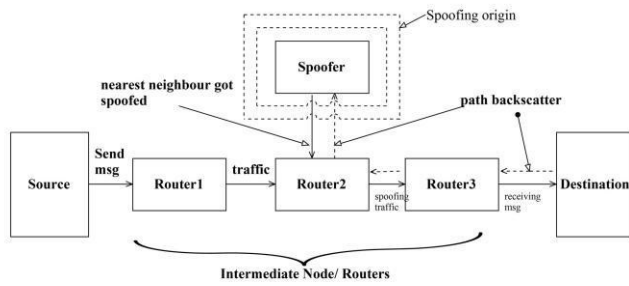 Spoofing origin
Spoofer
nearest neighbour got
spoofed
path backscatter
Send
msg
traffic
Source
Router1
Router2
Router3
Destination
spoofing
traffic
receiving
msg
Intermediate Node/ Routers